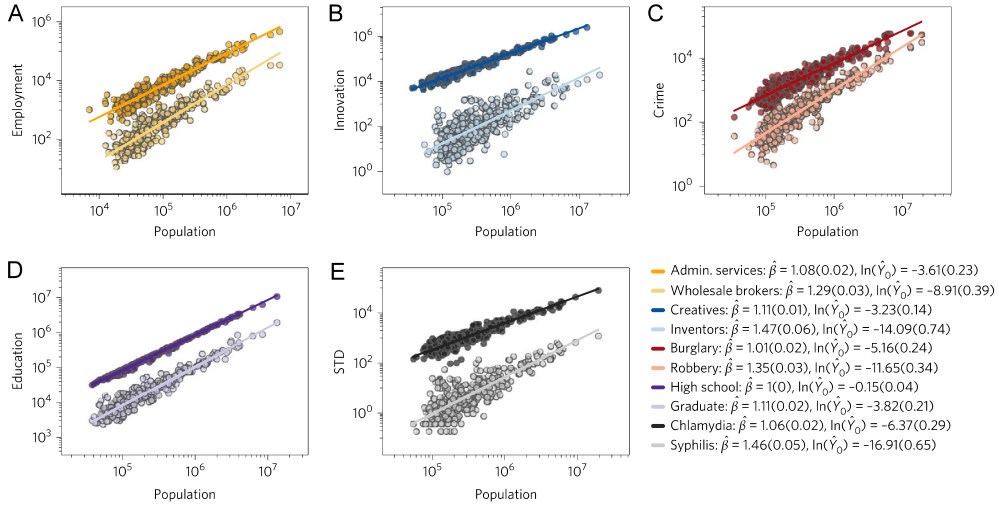 A
Employment
10^6
10^4
10^2
10^4
10^5
10^6
10^7
Population
B
Innovation
10^6
10^4
10^2
10^0
10^5
10^6
10^7
Population
C
Crime
10^4
10^2
10^0
10^5
10^6
10^7
Population
D
Education
10^7
10^6
10^5
10^4
10^3
10^5
10^6
10^7
Population
E
STD
10^4
10^2
10^0
10^5
10^6
10^7
Population
Admin. services: β̂ = 1.08(0.02), ln(Ŷ₀) = –3.61(0.23)
Wholesale brokers: β̂ = 1.29(0.03), ln(Ŷ₀) = –8.91(0.39)
Creatives: β̂ = 1.11(0.01), ln(Ŷ₀) = –3.23(0.14)
Inventors: β̂ = 1.47(0.06), ln(Ŷ₀) = –14.09(0.74)
Burglary: β̂ = 1.01(0.02), ln(Ŷ₀) = –5.16(0.24)
Robbery: β̂ = 1.35(0.03), ln(Ŷ₀) = –11.65(0.34)
High school: β̂ = 1(0), ln(Ŷ₀) = –0.15(0.04)
Graduate: β̂ = 1.11(0.02), ln(Ŷ₀) = –3.82(0.21)
Chlamydia: β̂ = 1.06(0.02), ln(Ŷ₀) = –6.37(0.29)
Syphilis: β̂ = 1.46(0.05), ln(Ŷ₀) = –16.91(0.65)